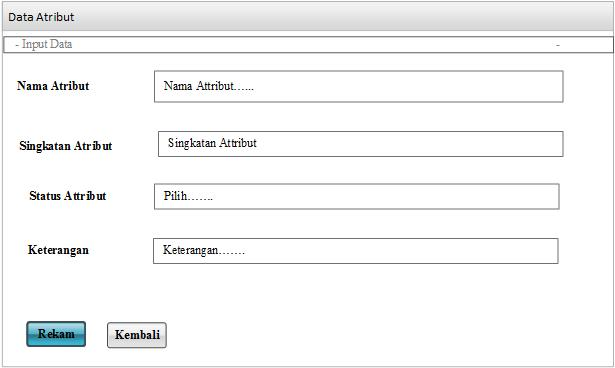 Data Atribut
- Input Data -
Nama Atribut Nama Attribut......
Singkatan Atribut Singkatan Attribut
Status Attribut Pilih.......
Keterangan Keterangan.......
Rekam Kembali